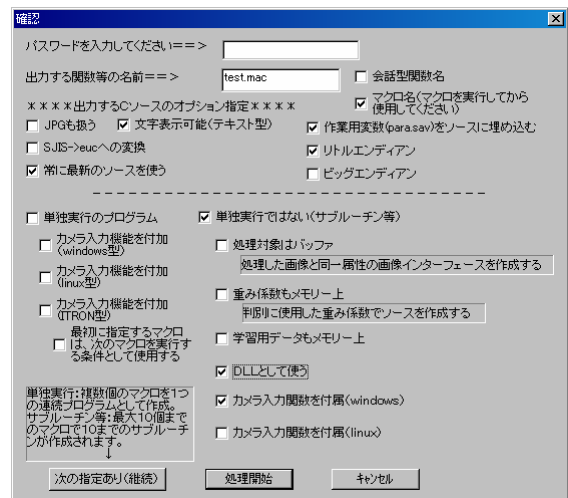 確認
パスワードを入力してください==>
出力する関数等の名前==>
test.mac
会話型関数名
マクロ名(マクロを実行してから
使用してください)
****出力するCソースのオプション指定****
JPGも扱う
文字表示可能(テキスト型)
作業用変数(para.sav)をソースに埋め込む
SJIS->eucへの変換
リトルエンディアン
常に最新のソースを使う
ビッグエンディアン
単独実行のプログラム
単独実行ではない(サブルーチン等)
カメラ入力機能を付加
(windows型)
カメラ入力機能を付加
(linux型)
カメラ入力機能を付加
(ITRON型)
最初に指定するマクロ
は、次のマクロを実行す
る条件として使用する
処理対象はバッファ
処理した画像と同一属性の画像インターフェースを作成する
重み係数もメモリー上
判別に使用した重み係数でソースを作成する
学習用データもメモリー上
DLLとして使う
カメラ入力関数を付属(windows)
カメラ入力関数を付属(linux)
単独実行:複数個のマクロを1つ
の連続プログラムとして作成。
サブルーチン等:最大10個まで
のマクロで10までのサブルーチ
ンが作成されます。
↓
次の指定あり(継続)
処理開始
キャンセル